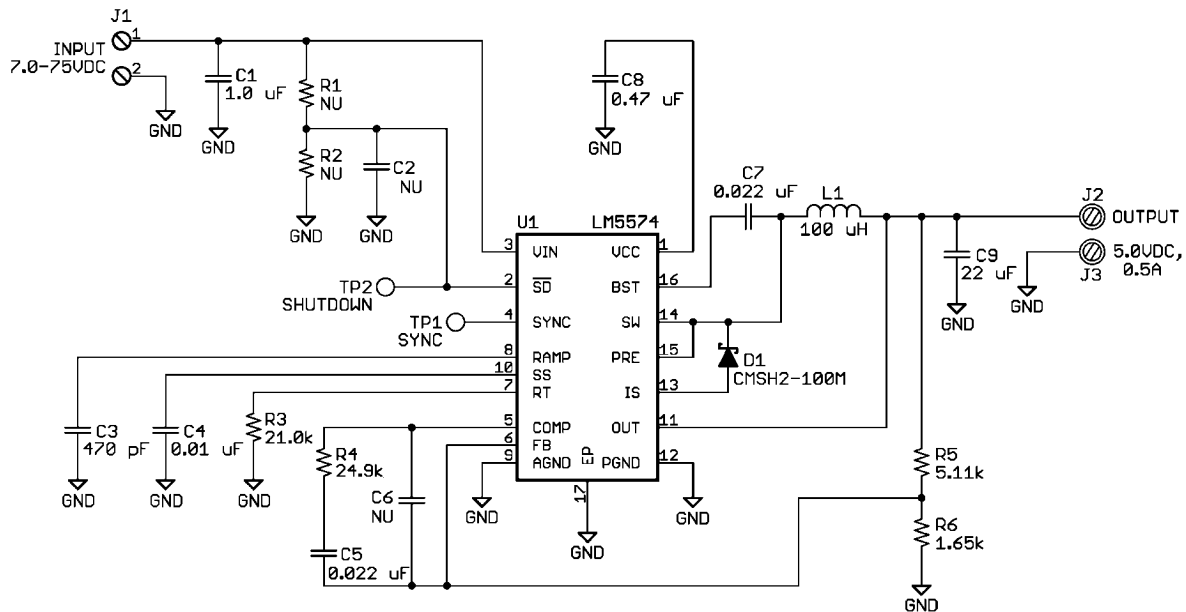 J1
INPUT
7.0-75VDC
1
2
GND
C1
1.0 uF
GND
R1
NU
R2
NU
GND
C2
NU
GND
C8
0.47 uF
GND
C7
0.022 uF
L1
100 uH
J2
OUTPUT
J3
5.0VDC,
0.5A
GND
C9
22 uF
GND
U1
LM5574
3 VIN
VCC 1
2 SD
BST 16
4 SYNC
SW 14
8 RAMP
PRE 15
10 SS
7 RT
IS 13
5 COMP
OUT 11
6 FB
9 AGND
EP
PGND 12
17
TP2
SHUTDOWN
TP1
SYNC
D1
CMSH2-100M
C3
470 pF
GND
C4
0.01 uF
GND
R3
21.0k
GND
R4
24.9k
C6
NU
C5
0.022 uF
GND
GND
GND
R5
5.11k
R6
1.65k
GND